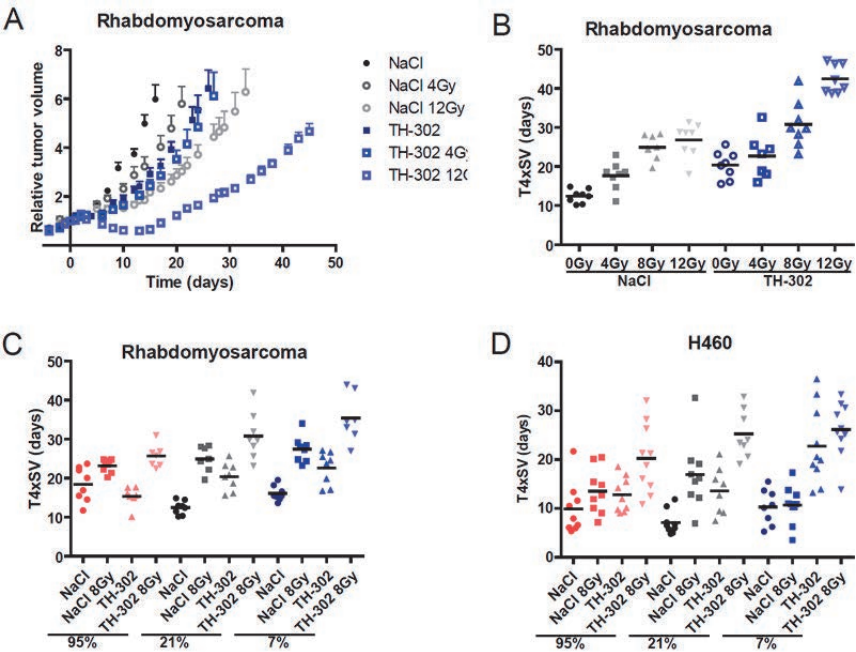 A
Rhabdomyosarcoma
Relative tumor volume
8
6
4
2
0
10
20
30
40
50
Time (days)
NaCl
NaCl 4Gy
NaCl 12Gy
TH-302
TH-302 4G
TH-302 12(
B
Rhabdomyosarcoma
T4xSV (days)
50
40
30
20
10
0
0Gy 4Gy 8Gy 12Gy 0Gy 4Gy 8Gy 12Gy
NaCl TH-302
C
Rhabdomyosarcoma
T4xSV (days)
50
40
30
20
10
0
NaCl
NaCl 8Gy
TH-302
TH-302 8Gy
NaCl
NaCl 8Gy
TH-302
TH-302 8Gy
NaCl
NaCl 8Gy
TH-302
TH-302 8Gy
95% 21% 7%
D
H460
T4xSV (days)
40
30
20
10
0
NaCl
NaCl 8Gy
TH-302
TH-302 8Gy
NaCl
NaCl 8Gy
TH-302
TH-302 8Gy
NaCl
NaCl 8Gy
TH-302
TH-302 8Gy
95% 21% 7%